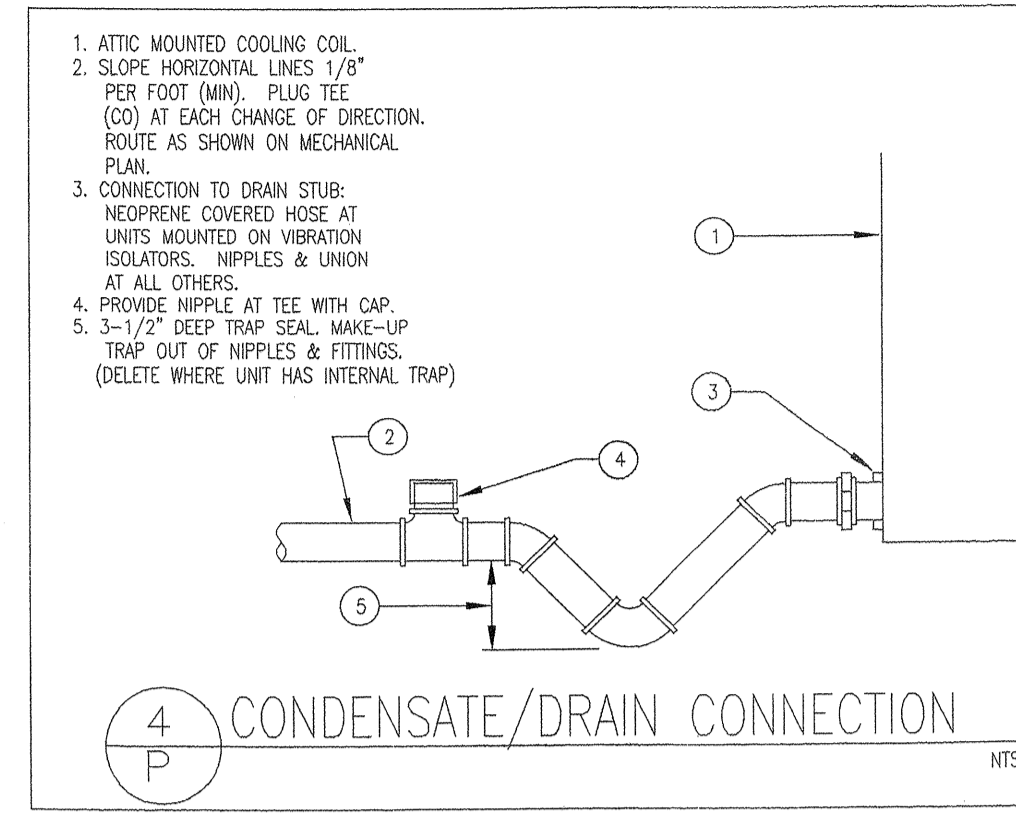 1. ATTIC MOUNTED COOLING COIL.
2. SLOPE HORIZONTAL LINES 1/8"
PER FOOT (MIN). PLUG TEE
(CO) AT EACH CHANGE OF DIRECTION.
ROUTE AS SHOWN ON MECHANICAL
PLAN.
3. CONNECTION TO DRAIN STUB:
NEOPRENE COVERED HOSE AT
UNITS MOUNTED ON VIBRATION
ISOLATORS. NIPPLES & UNION
AT ALL OTHERS.
4. PROVIDE NIPPLE AT TEE WITH CAP.
5. 3-1/2" DEEP TRAP SEAL. MAKE-UP
TRAP OUT OF NIPPLES & FITTINGS.
(DELETE WHERE UNIT HAS INTERNAL TRAP)
1
3
2
4
5
4
P
CONDENSATE/DRAIN CONNECTION
NTS